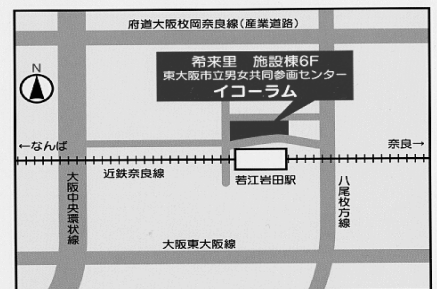 府道大阪枚岡奈良線(産業道路)
希来里 施設棟6F
東大阪市立男女共同参画センター
イコーラム
N
←なんば
奈良→
近鉄奈良線
若江岩田駅
大阪中央環状線
八尾枚方線
大阪東大阪線